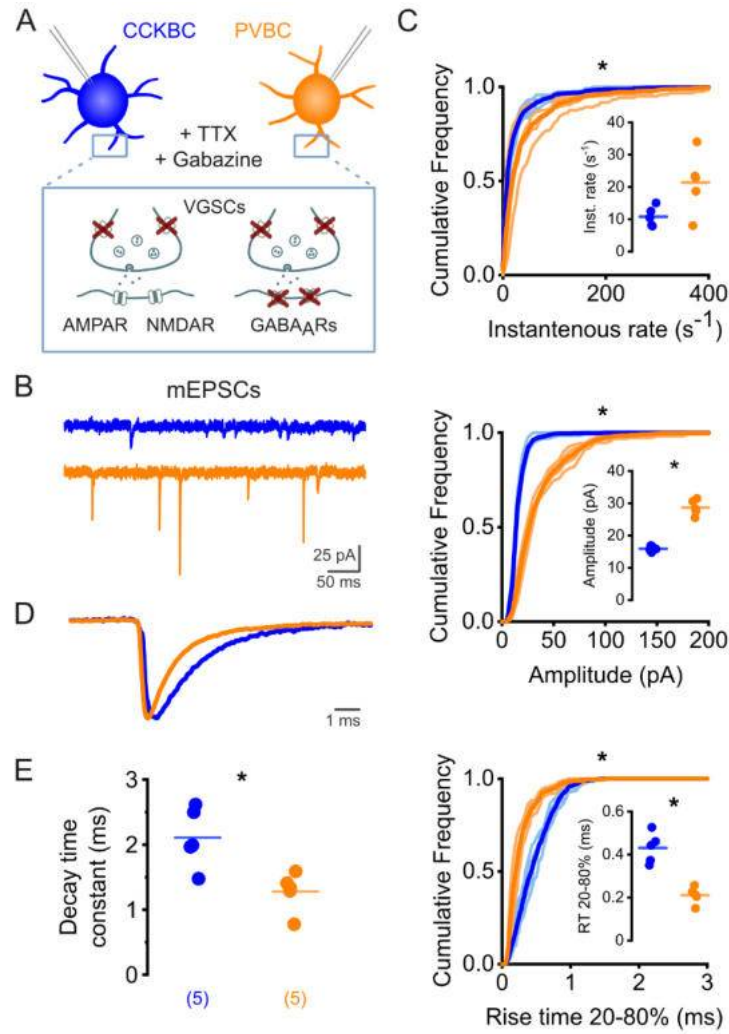 A
CCKBC PVBC
+ TTX
+ Gabazine
VGSCs
AMPAR NMDAR GABAARs
B
mEPSCs
25 pA
50 ms
D
1 ms
E
Decay time
constant (ms)
3
2
1
0
*
(5) (5)
C
*
Cumulative Frequency
1.0
0.5
0.0
0 200 400
Instantenous rate (s-1)
Inst. rate (s-1)
40
30
20
10
0
*
Cumulative Frequency
1.0
0.5
0.0
0 50 100 150 200
Amplitude (pA)
Amplitude (pA)
40
30
20
10
0
*
*
Cumulative Frequency
1.0
0.5
0.0
0 1 2 3
Rise time 20-80% (ms)
RT 20-80% (ms)
0.6
0.4
0.2
0
*